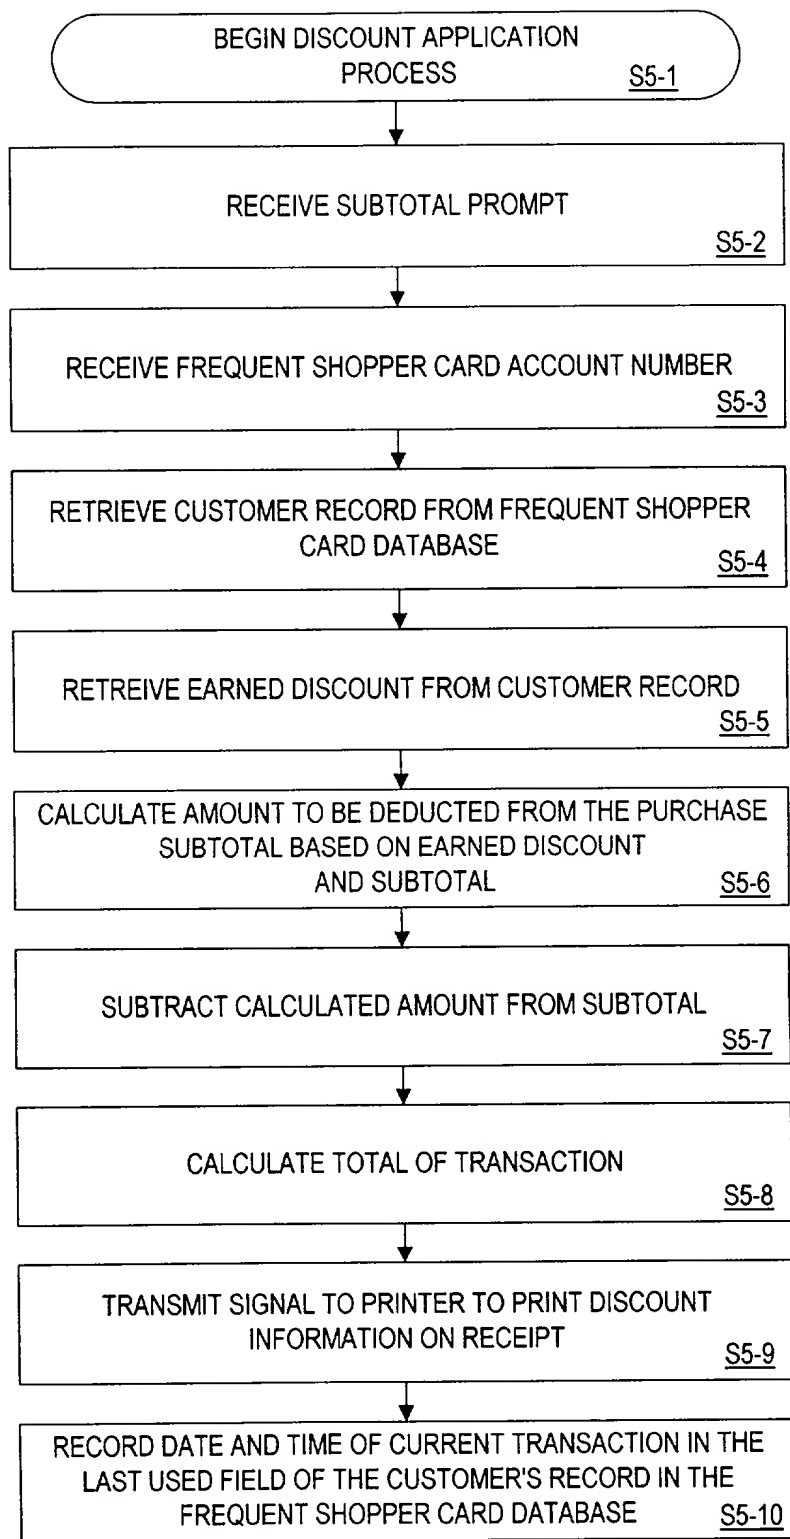 BEGIN DISCOUNT APPLICATION
PROCESS S5-1
RECEIVE SUBTOTAL PROMPT
S5-2
RECEIVE FREQUENT SHOPPER CARD ACCOUNT NUMBER
S5-3
RETRIEVE CUSTOMER RECORD FROM FREQUENT SHOPPER
CARD DATABASE S5-4
RETREIVE EARNED DISCOUNT FROM CUSTOMER RECORD
S5-5
CALCULATE AMOUNT TO BE DEDUCTED FROM THE PURCHASE
SUBTOTAL BASED ON EARNED DISCOUNT
AND SUBTOTAL S5-6
SUBTRACT CALCULATED AMOUNT FROM SUBTOTAL
S5-7
CALCULATE TOTAL OF TRANSACTION
S5-8
TRANSMIT SIGNAL TO PRINTER TO PRINT DISCOUNT
INFORMATION ON RECEIPT
S5-9
RECORD DATE AND TIME OF CURRENT TRANSACTION IN THE
LAST USED FIELD OF THE CUSTOMER'S RECORD IN THE
FREQUENT SHOPPER CARD DATABASE S5-10